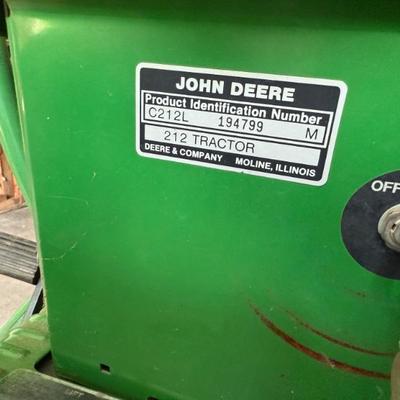 JOHN DEERE
Product Identification Number
C212L 194799 M
212 TRACTOR
DEERE & COMPANY MOLINE, ILLINOIS
OFF